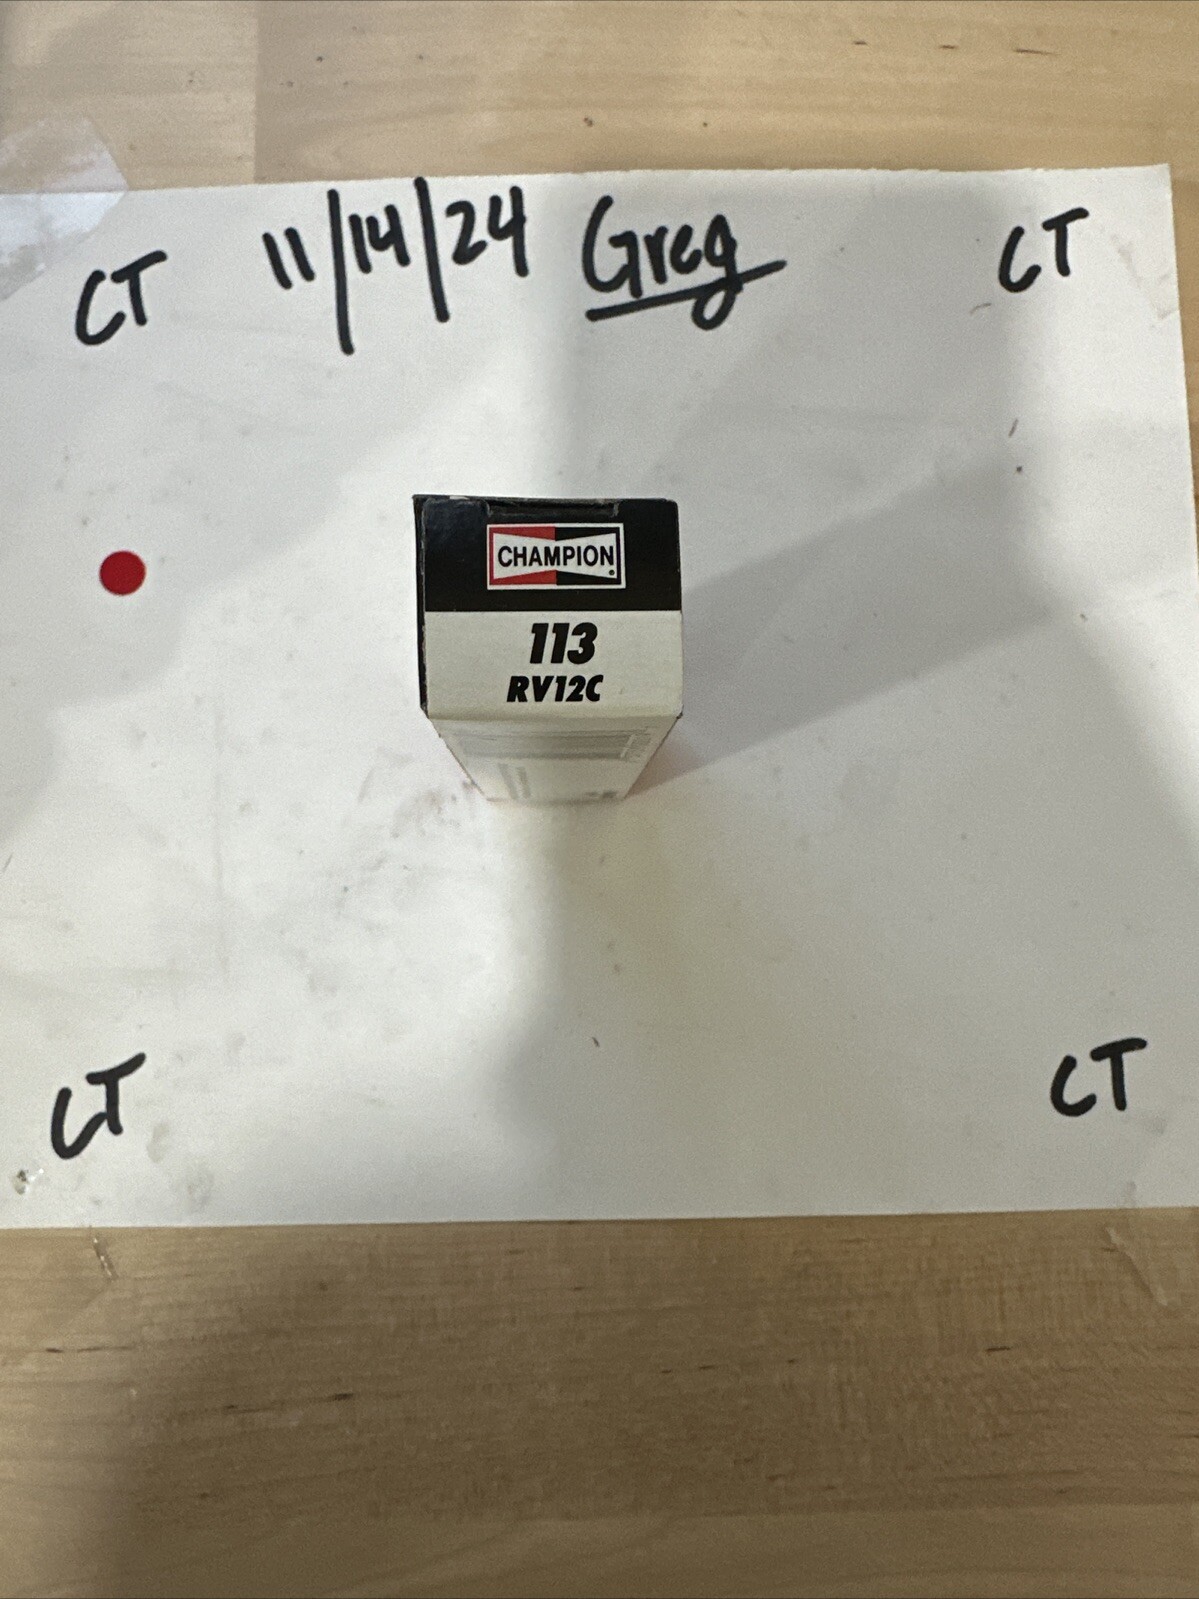 CT 11/14/24 Greg CT
CHAMPION
113
RV12C
CT CT